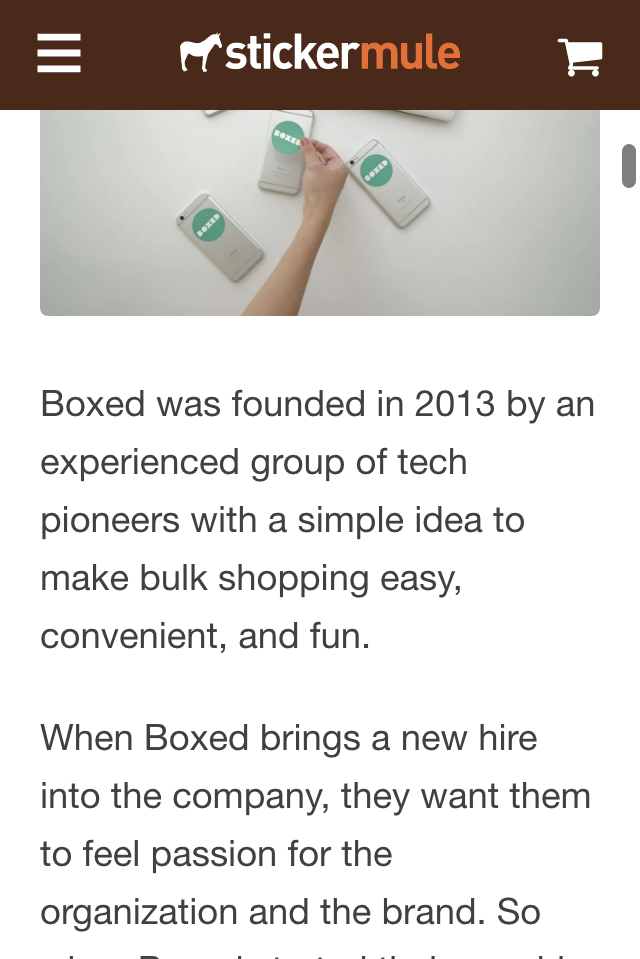 stickermule
BOXED
BOXED
BOXED
Boxed was founded in 2013 by an
experienced group of tech
pioneers with a simple idea to
make bulk shopping easy,
convenient, and fun.
When Boxed brings a new hire
into the company, they want them
to feel passion for the
organization and the brand. So